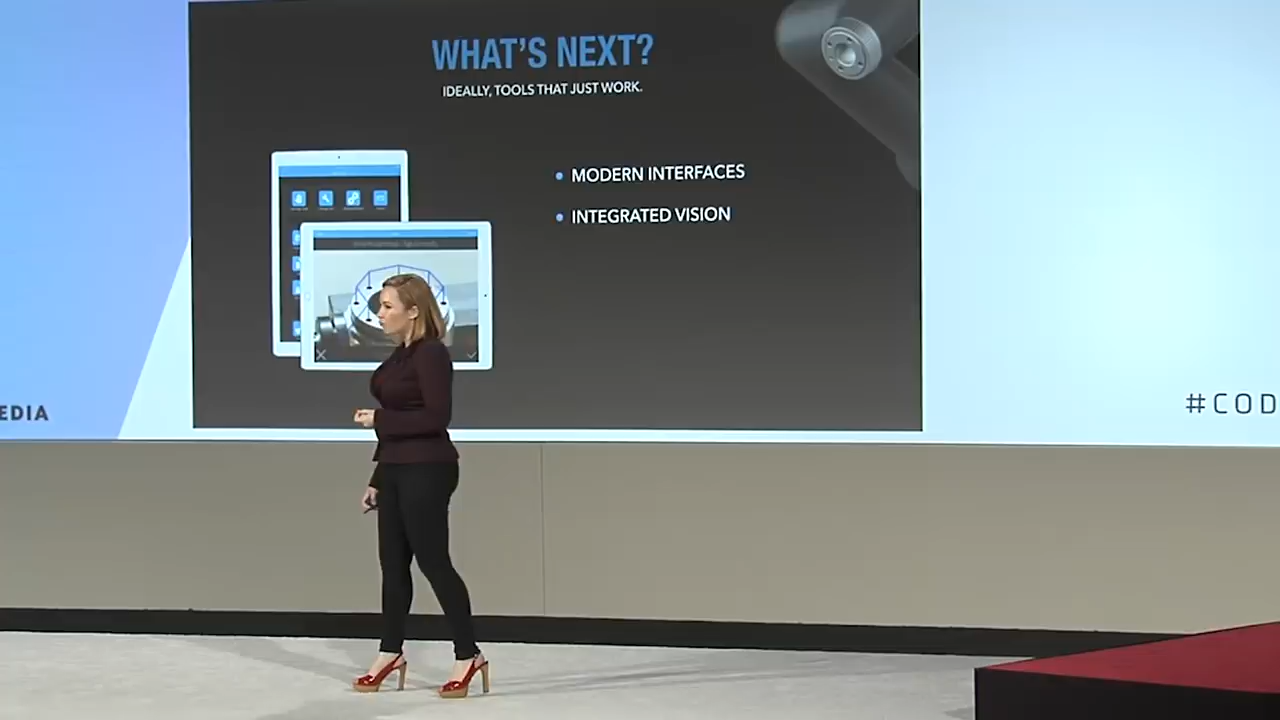 WHAT'S NEXT?
IDEALLY, TOOLS THAT JUST WORK.
• MODERN INTERFACES
• INTEGRATED VISION
EDIA
#COD